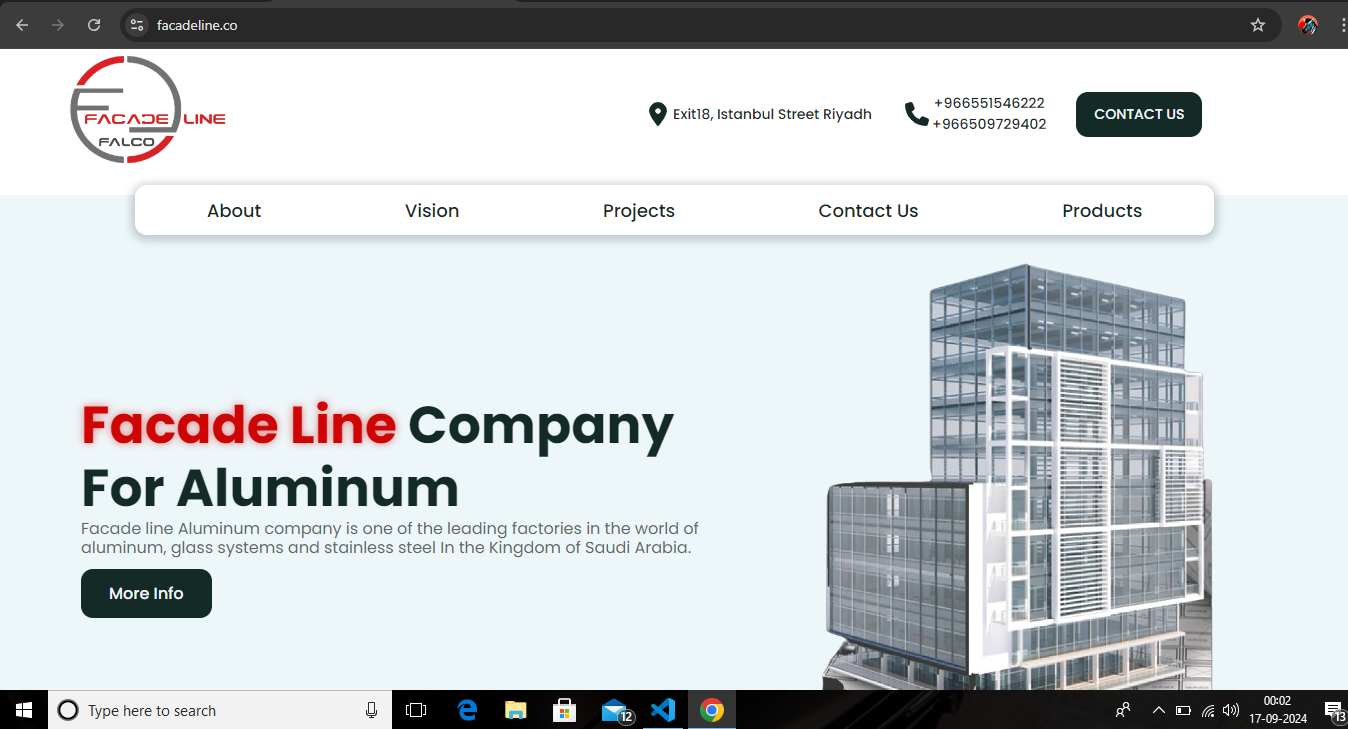 facadeline.co
FACADE LINE
FALCO
Exit18, Istanbul Street Riyadh
+966551546222
+966509729402
CONTACT US
About
Vision
Projects
Contact Us
Products
Facade Line Company
For Aluminum
Facade line Aluminum company is one of the leading factories in the world of
aluminum, glass systems and stainless steel In the Kingdom of Saudi Arabia.
More Info
Type here to search
12
00:02
17-09-2024
13